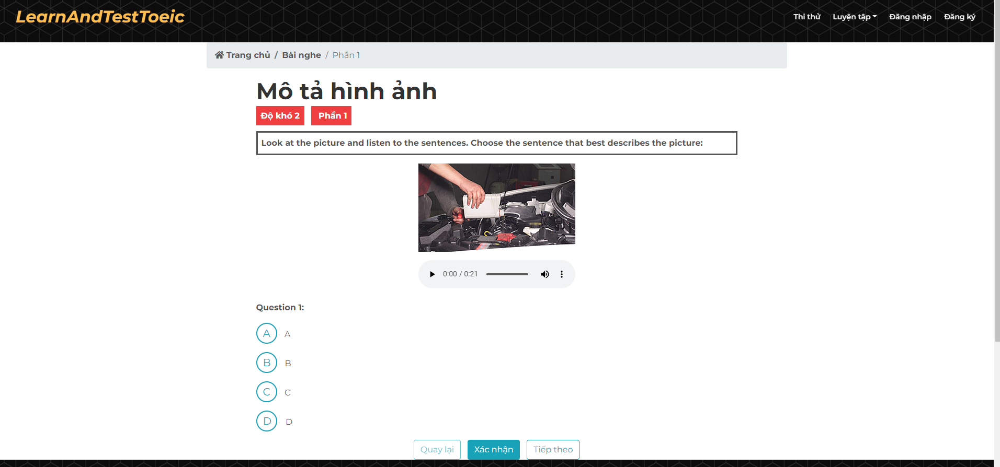 LearnAndTestToeic
Thi thử Luyện tập Đăng nhập Đăng ký
Trang chủ / Bài nghe / Phần 1
Mô tả hình ảnh
Độ khó 2 Phần 1
Look at the picture and listen to the sentences. Choose the sentence that best describes the picture:
0:00 / 0:21
Question 1:
A A
B B
C C
D D
Quay lại Xác nhận Tiếp theo